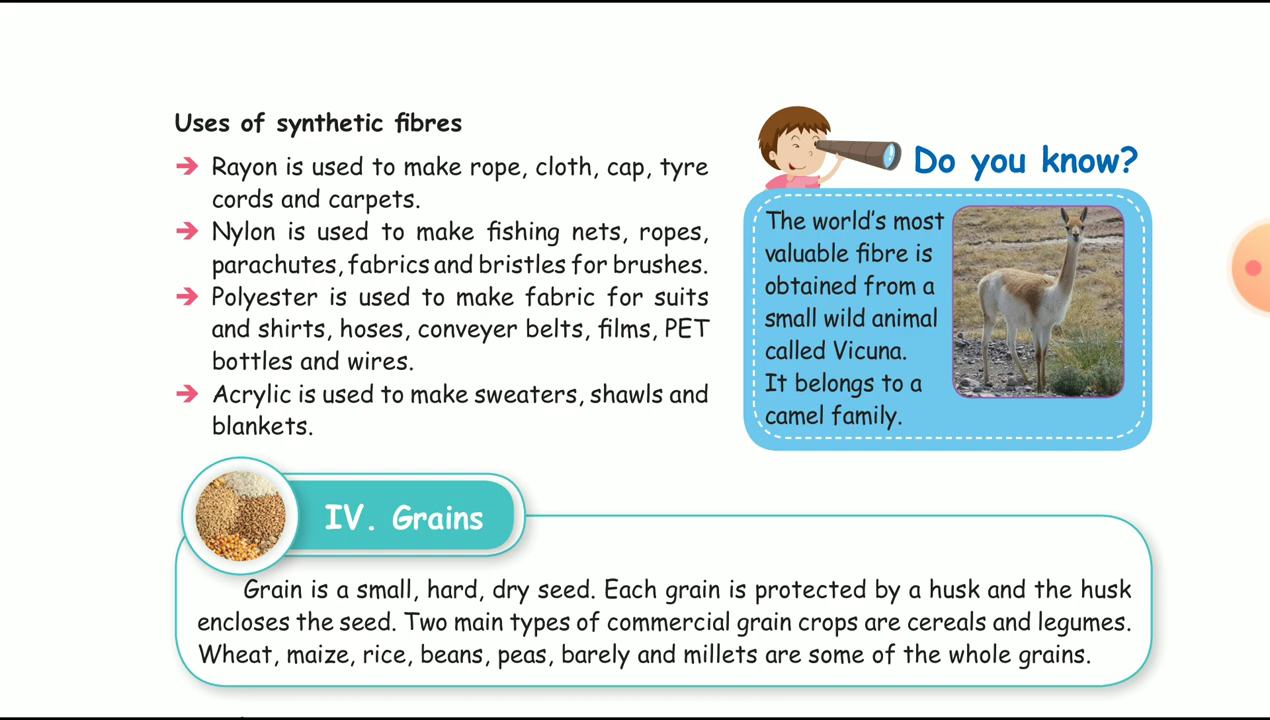 Uses of synthetic fibres
➔ Rayon is used to make rope, cloth, cap, tyre
cords and carpets.
➔ Nylon is used to make fishing nets, ropes,
parachutes, fabrics and bristles for brushes.
➔ Polyester is used to make fabric for suits
and shirts, hoses, conveyer belts, films, PET
bottles and wires.
➔ Acrylic is used to make sweaters, shawls and
blankets.
Do you know?
The world's most
valuable fibre is
obtained from a
small wild animal
called Vicuna.
It belongs to a
camel family.
IV. Grains
Grain is a small, hard, dry seed. Each grain is protected by a husk and the husk
encloses the seed. Two main types of commercial grain crops are cereals and legumes.
Wheat, maize, rice, beans, peas, barely and millets are some of the whole grains.